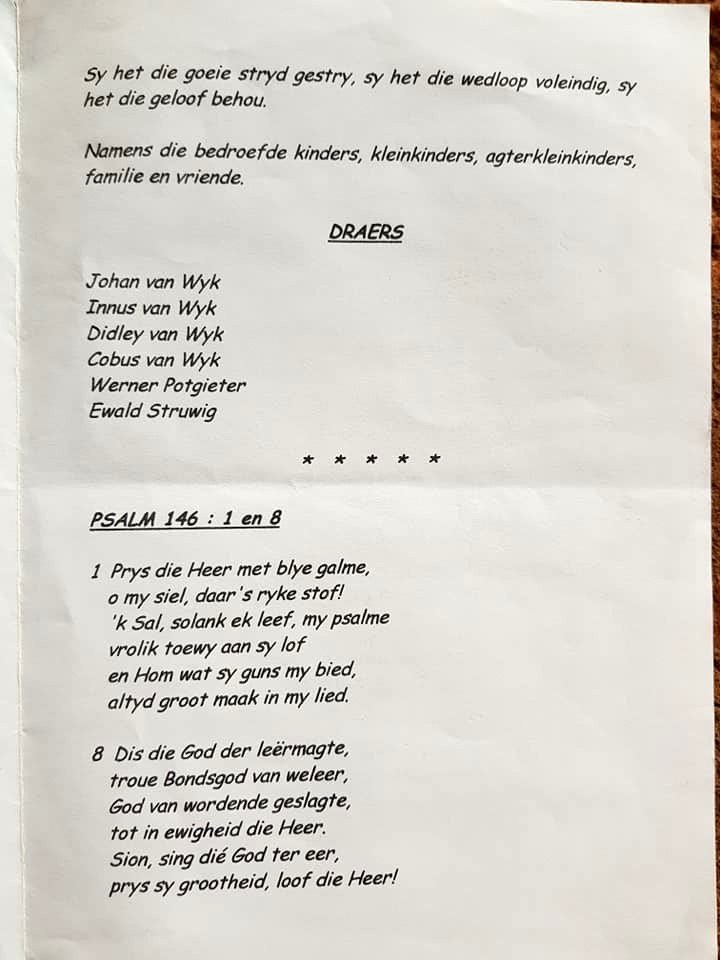 Sy het die goeie stryd gestry, sy het die wedloop voleindig, sy
het die geloof behou.
Namens die bedroefde kinders, kleinkinders, agterkleinkinders,
familie en vriende.
DRAERS
Johan van Wyk
Innus van Wyk
Didley van Wyk
Cobus van Wyk
Werner Potgieter
Ewald Struwig
* * * * *
PSALM 146 : 1 en 8
1 Prys die Heer met blye galme,
o my siel, daar's ryke stof!
'k Sal, solank ek leef, my psalme
vrolik toewy aan sy lof
en Hom wat sy guns my bied,
altyd groot maak in my lied.
8 Dis die God der leërmagte,
troue Bondsgod van weleer,
God van wordende geslagte,
tot in ewigheid die Heer.
Sion, sing dié God ter eer,
prys sy grootheid, loof die Heer!